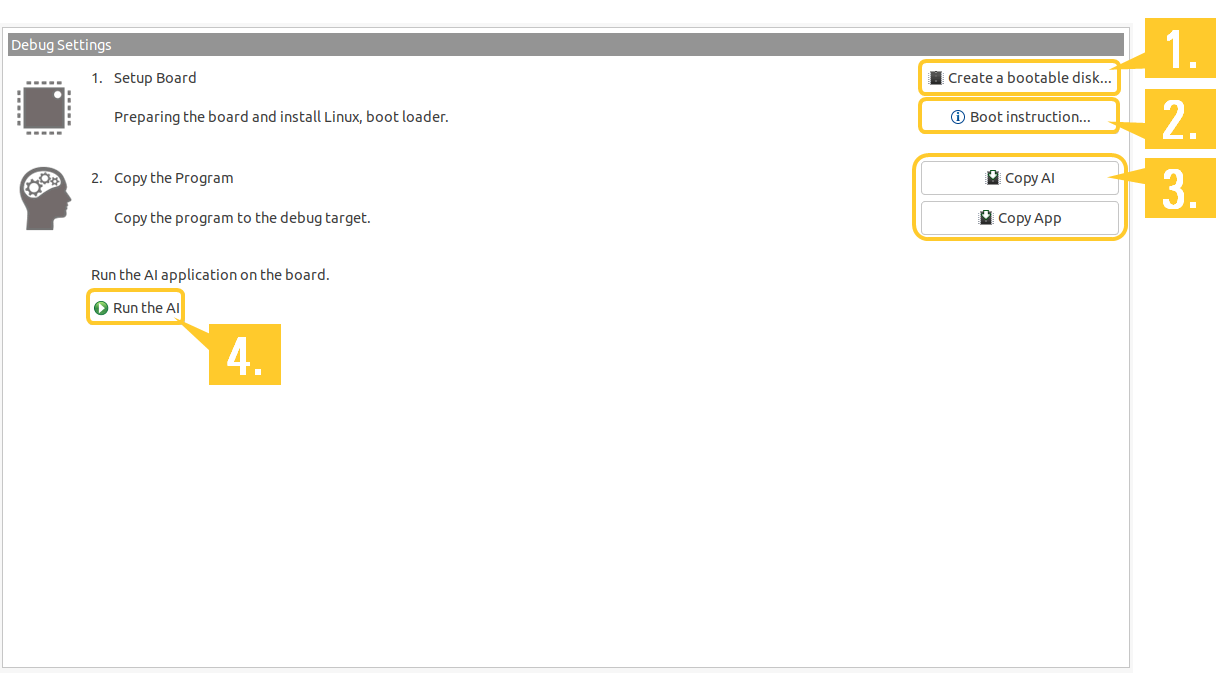 Debug Settings
1. Setup Board
Create a bootable disk...
1.
Preparing the board and install Linux, boot loader.
Boot instruction...
2.
2. Copy the Program
Copy AI
3.
Copy the program to the debug target.
Copy App
Run the AI application on the board.
Run the AI
4.